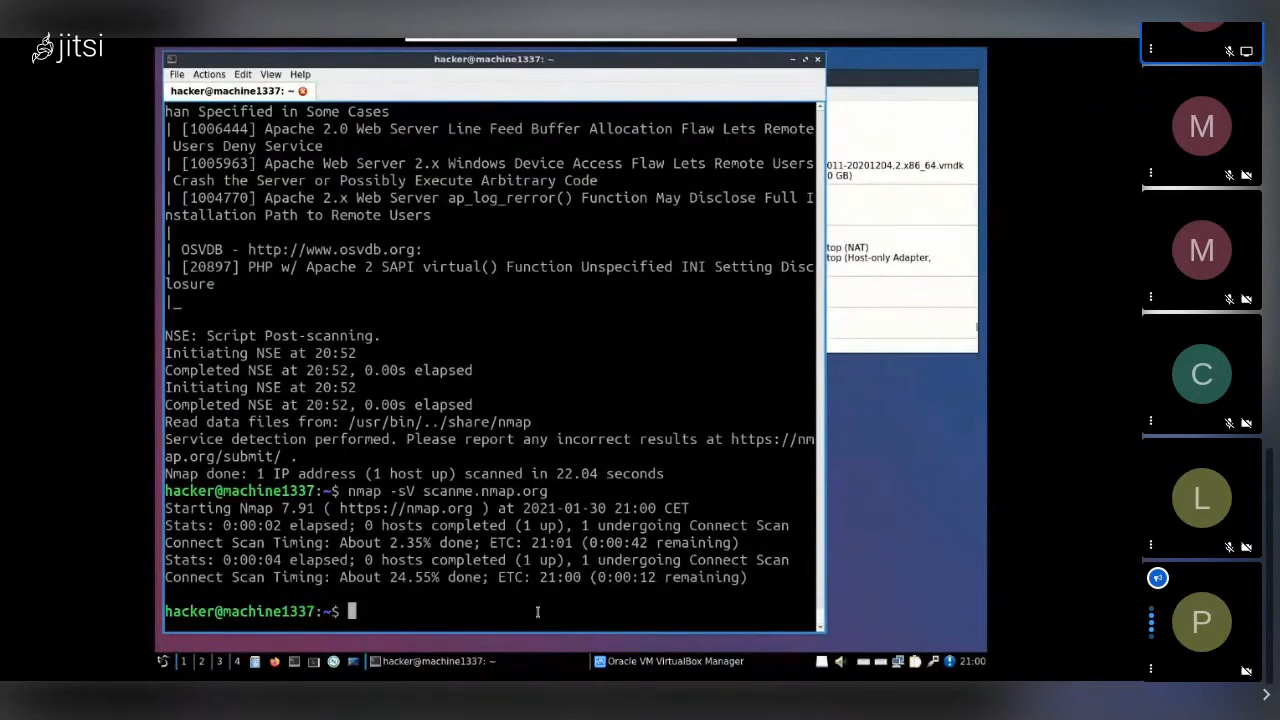 jitsi
hacker@machine1337: ~
File Actions Edit View Help
hacker@machine1337: ~
han Specified in Some Cases
| [1006444] Apache 2.0 Web Server Line Feed Buffer Allocation Flaw Lets Remote
Users Deny Service
| [1005963] Apache Web Server 2.x Windows Device Access Flaw Lets Remote Users
Crash the Server or Possibly Execute Arbitrary Code
| [1004770] Apache 2.x Web Server ap_log_rerror() Function May Disclose Full I
nstallation Path to Remote Users
|
| OSVDB - http://www.osvdb.org:
| [20897] PHP w/ Apache 2 SAPI virtual() Function Unspecified INI Setting Disc
losure
|_
NSE: Script Post-scanning.
Initiating NSE at 20:52
Completed NSE at 20:52, 0.00s elapsed
Initiating NSE at 20:52
Completed NSE at 20:52, 0.00s elapsed
Read data files from: /usr/bin/../share/nmap
Service detection performed. Please report any incorrect results at https://nm
ap.org/submit/ .
Nmap done: 1 IP address (1 host up) scanned in 22.04 seconds
hacker@machine1337:~$ nmap -sV scanme.nmap.org
Starting Nmap 7.91 ( https://nmap.org ) at 2021-01-30 21:00 CET
Stats: 0:00:02 elapsed; 0 hosts completed (1 up), 1 undergoing Connect Scan
Connect Scan Timing: About 2.35% done; ETC: 21:01 (0:00:42 remaining)
Stats: 0:00:04 elapsed; 0 hosts completed (1 up), 1 undergoing Connect Scan
Connect Scan Timing: About 24.55% done; ETC: 21:00 (0:00:12 remaining)
hacker@machine1337:~$
011-20201204.2.x86_64.vmdk
0 GB)
top (NAT)
top (Host-only Adapter,
1 2 3 4 hacker@machine1337: ~ Oracle VM VirtualBox Manager 21:00
M
M
C
L
P